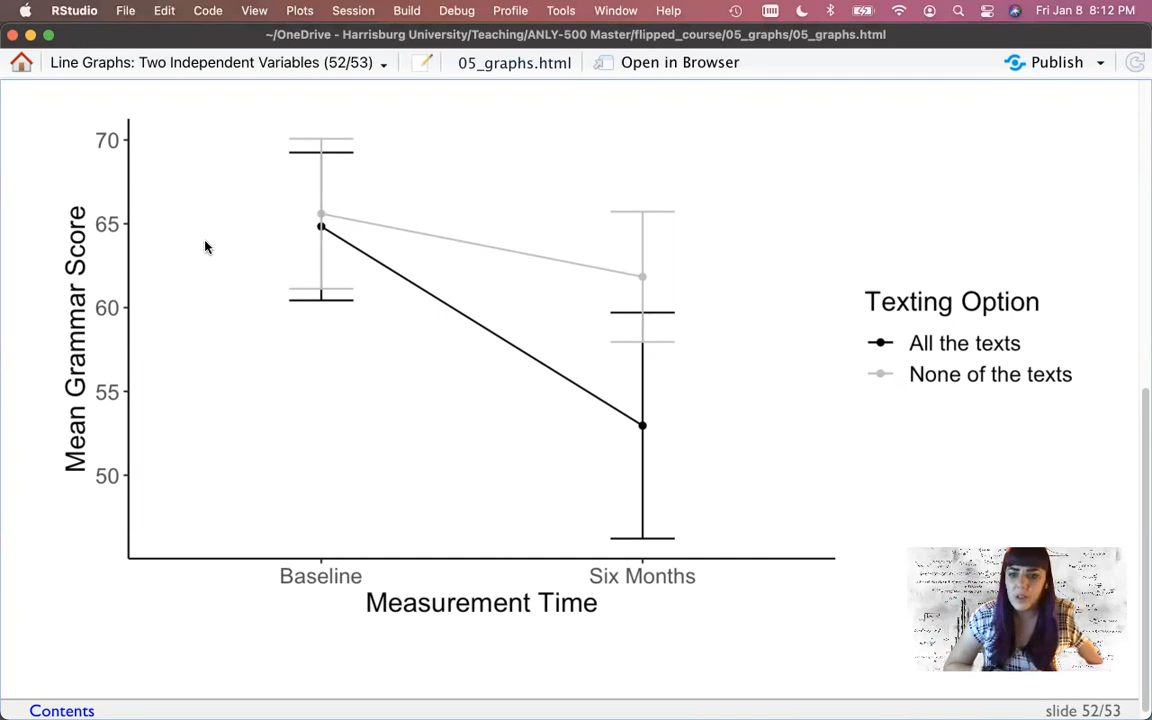 RStudio File Edit Code View Plots Session Build Debug Profile Tools Window Help Fri Jan 8 8:12 PM
~/OneDrive - Harrisburg University/Teaching/ANLY-500 Master/flipped_course/05_graphs/05_graphs.html
Line Graphs: Two Independent Variables (52/53) 05_graphs.html Open in Browser Publish
70
65
60
55
50
Mean Grammar Score
Baseline Six Months
Measurement Time
Texting Option
All the texts
None of the texts
Contents slide 52/53